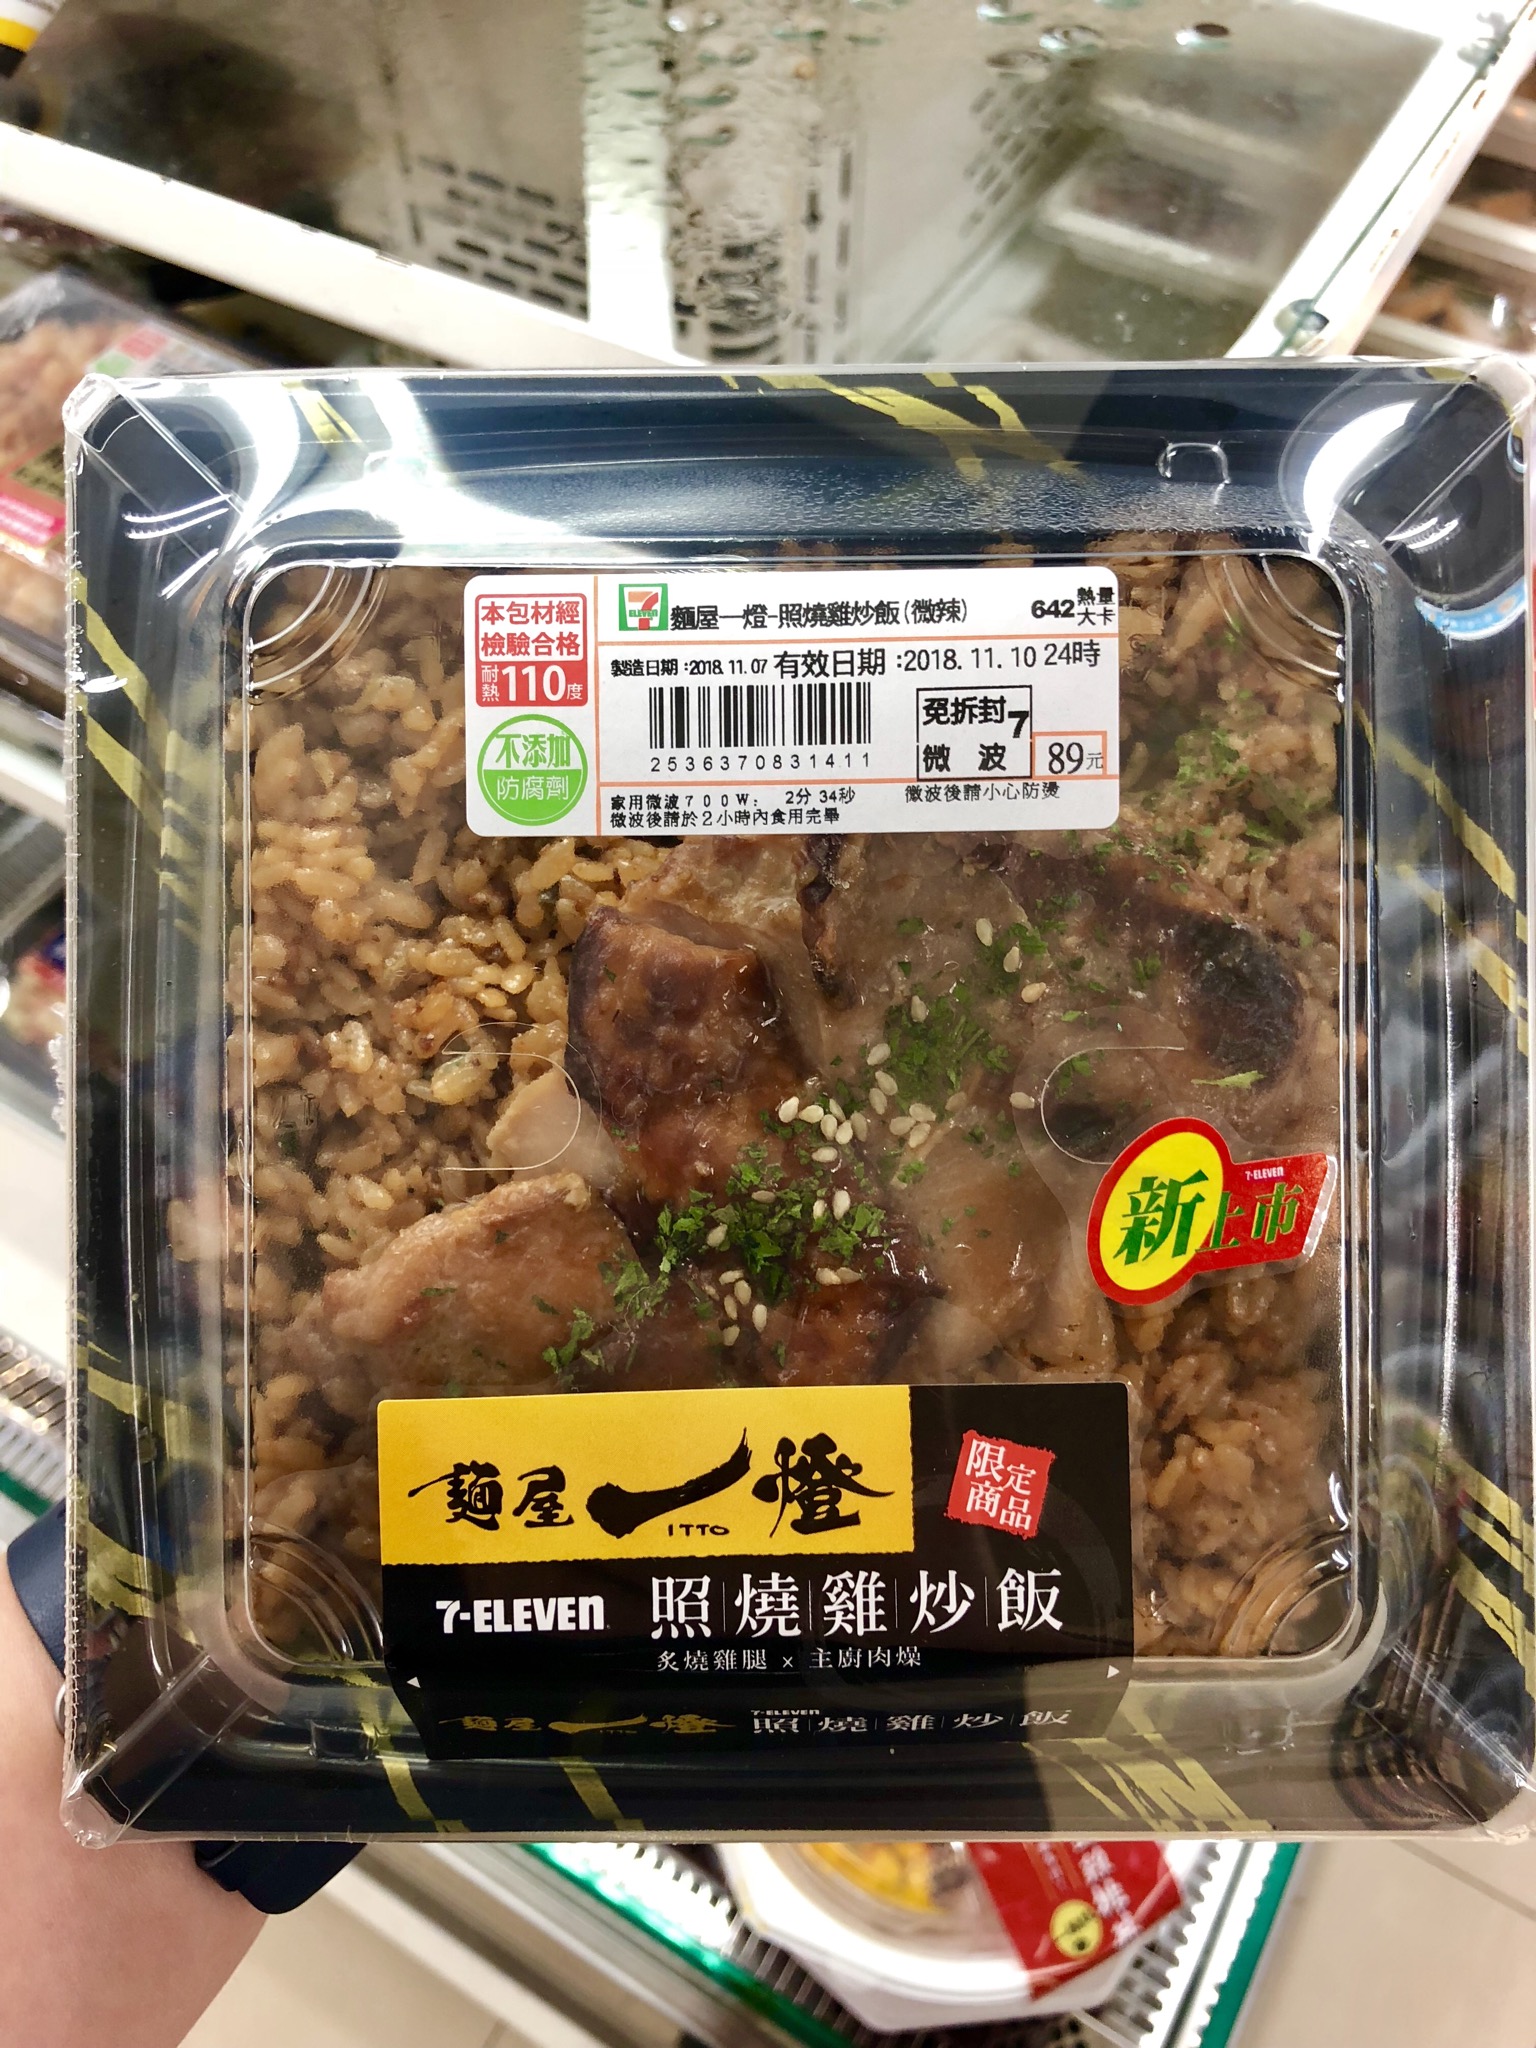 本包材經
檢驗合格
耐熱110度
不添加
防腐劑
7-ELEVEn
麵屋一燈-照燒雞炒飯(微辣)
642熱量大卡
製造日期:2018.11.07 有效日期:2018.11.10 24時
2536370831411
免拆封7
微波
89元
家用微波700W: 2分34秒
微波後請小心防燙
微波後請於2小時內食用完畢
7-ELEVEn
新上市
麵屋一燈
ITTO
限定
商品
7-ELEVEn 照燒雞炒飯
炙燒雞腿 x 主廚肉燥
麵屋一燈 ITTO 7-ELEVEn 照燒雞炒飯